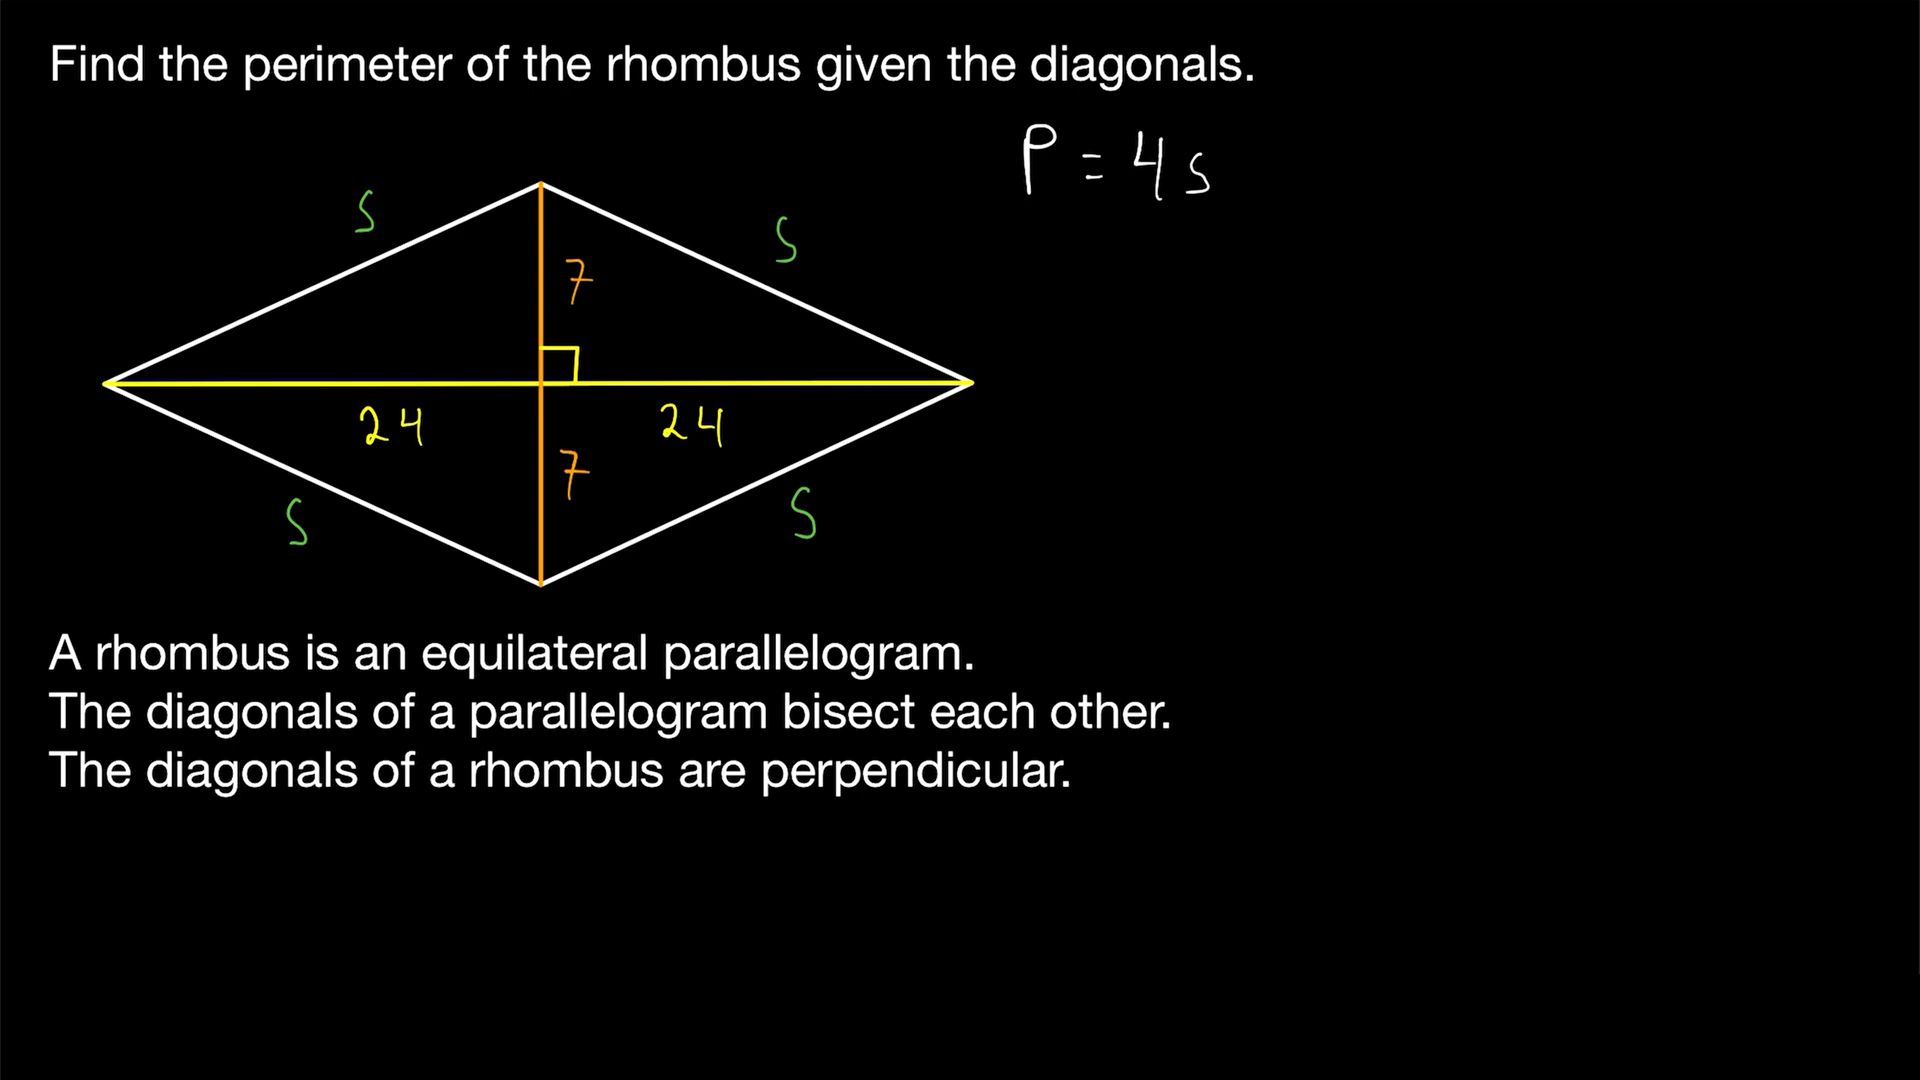 Find the perimeter of the rhombus given the diagonals.
P = 4s
s
s
7
24
24
7
s
s
A rhombus is an equilateral parallelogram.
The diagonals of a parallelogram bisect each other.
The diagonals of a rhombus are perpendicular.